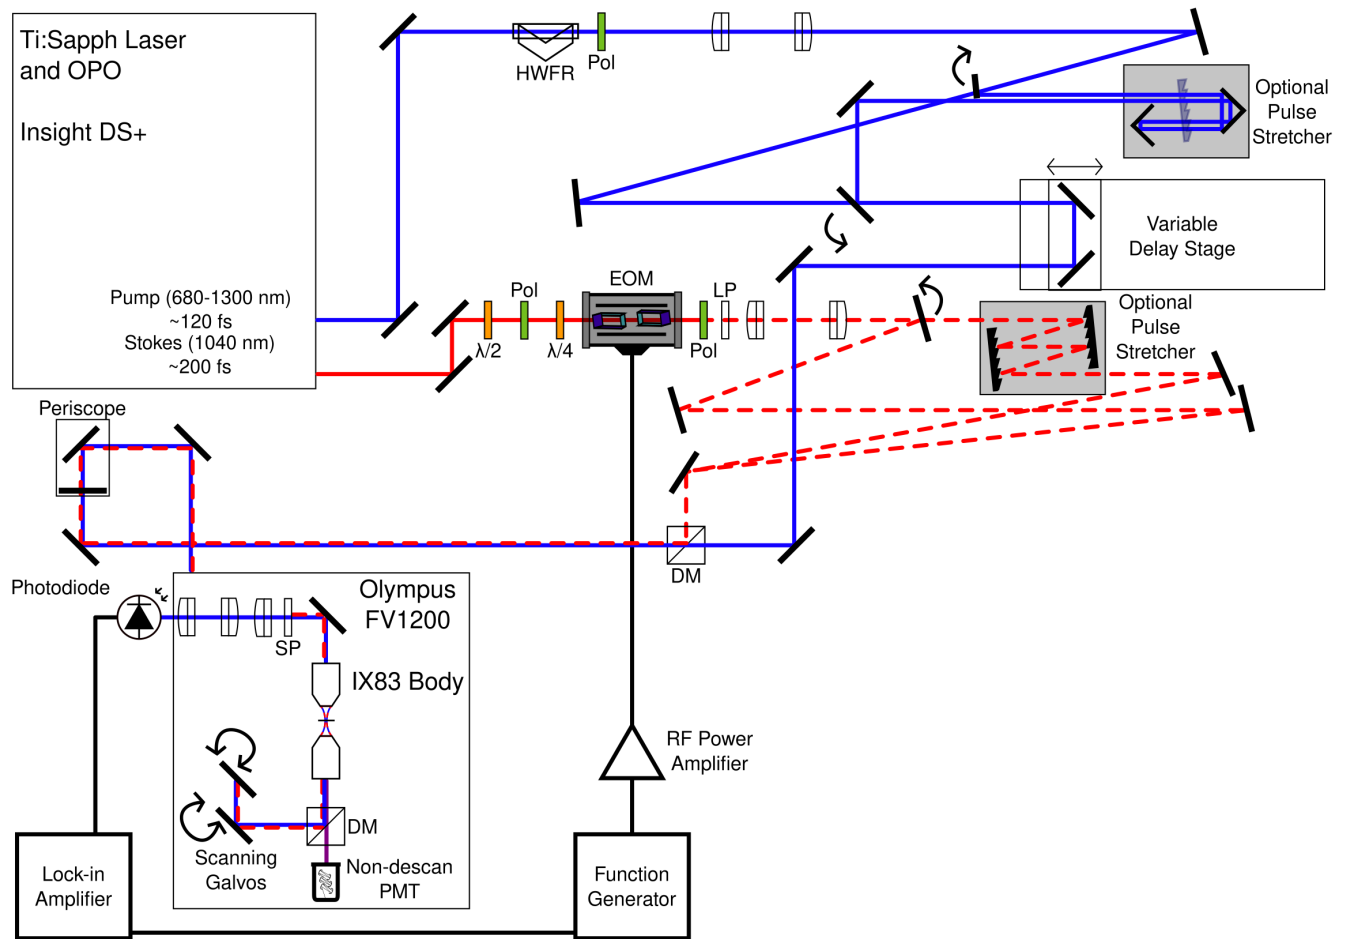 Ti:Sapph Laser
and OPO
Insight DS+
Pump (680-1300 nm)
~120 fs
Stokes (1040 nm)
~200 fs
HWFR
Pol
Optional
Pulse
Stretcher
Variable
Delay Stage
λ/2
Pol
λ/4
EOM
Pol
LP
Optional
Pulse
Stretcher
Periscope
DM
Photodiode
Olympus
FV1200
SP
IX83 Body
DM
Scanning
Galvos
Non-descan
PMT
RF Power
Amplifier
Lock-in
Amplifier
Function
Generator